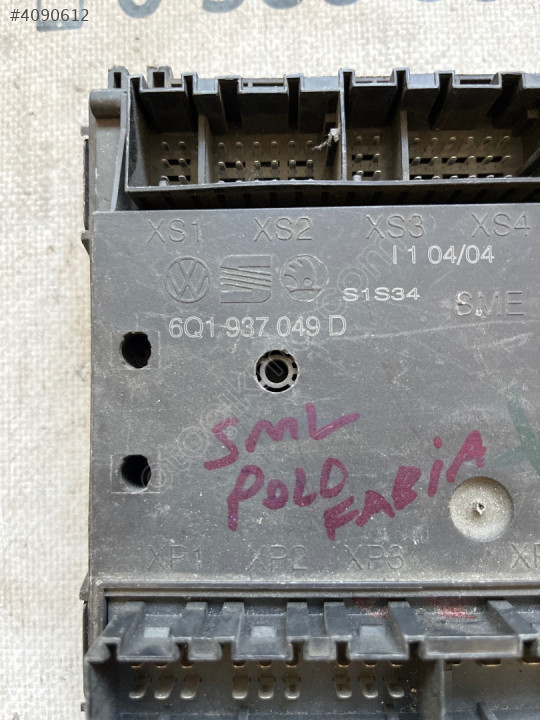 #4090612
XS1 XS2 XS3 XS4
I 1 04/04
S1S34
SME
6Q1 937 049 D
SML
POLO
FABiA
XP1 XP2 XP3 XP